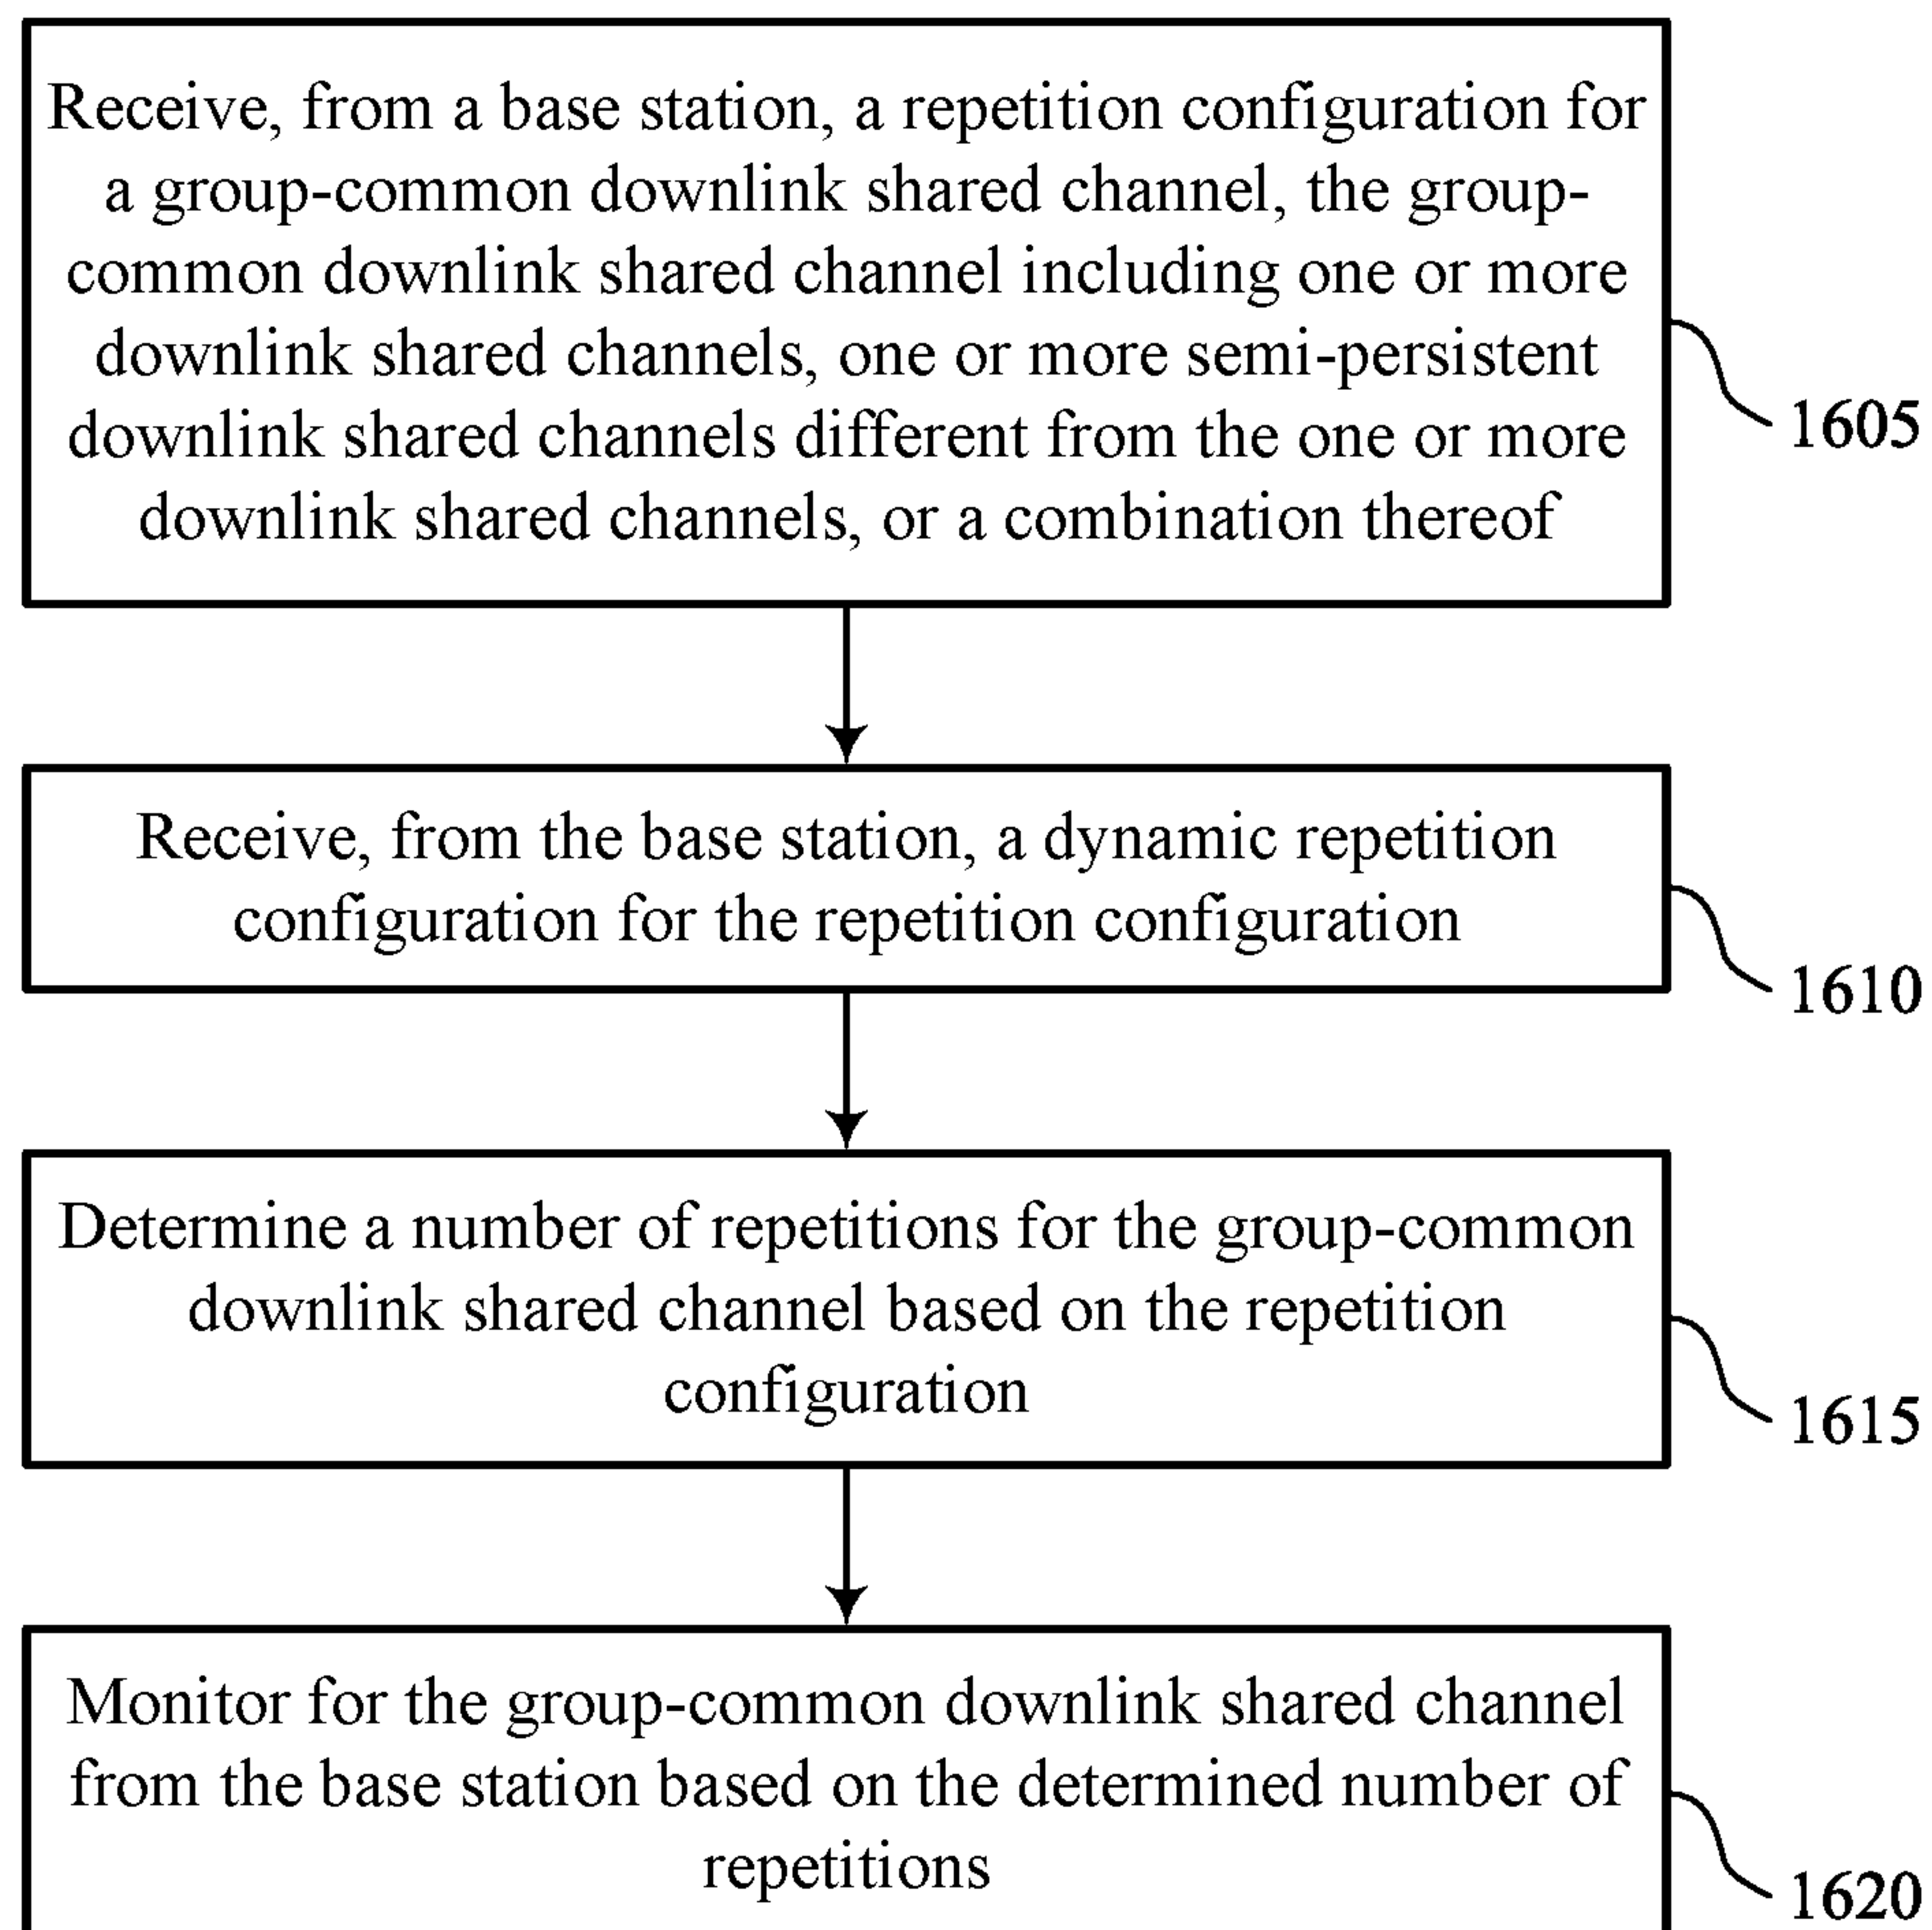 Receive, from a base station, a repetition configuration for
a group-common downlink shared channel, the group-
common downlink shared channel including one or more
downlink shared channels, one or more semi-persistent
downlink shared channels different from the one or more
downlink shared channels, or a combination thereof
1605
Receive, from the base station, a dynamic repetition
configuration for the repetition configuration
1610
Determine a number of repetitions for the group-common
downlink shared channel based on the repetition
configuration
1615
Monitor for the group-common downlink shared channel
from the base station based on the determined number of
repetitions
1620